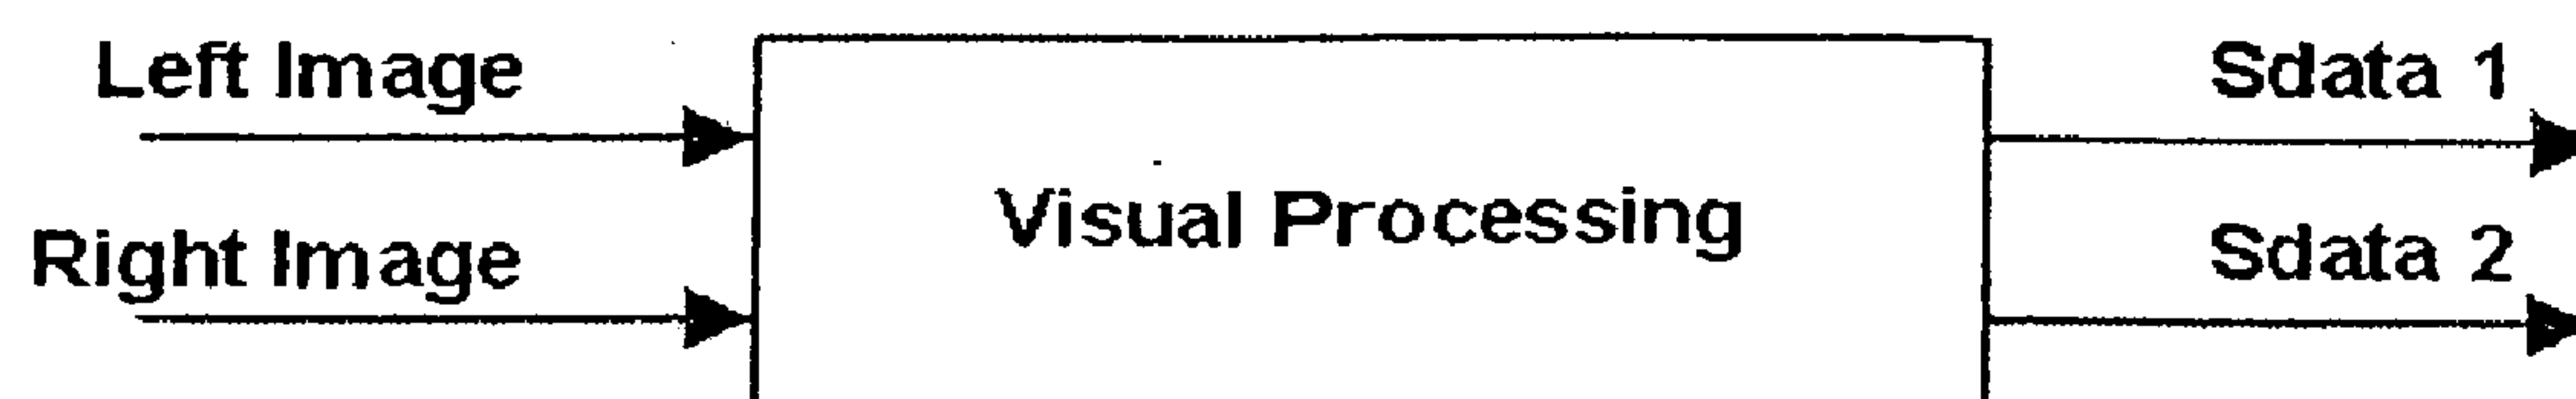 Left Image
Sdata 1
Visual Processing
Right Image
Sdata 2